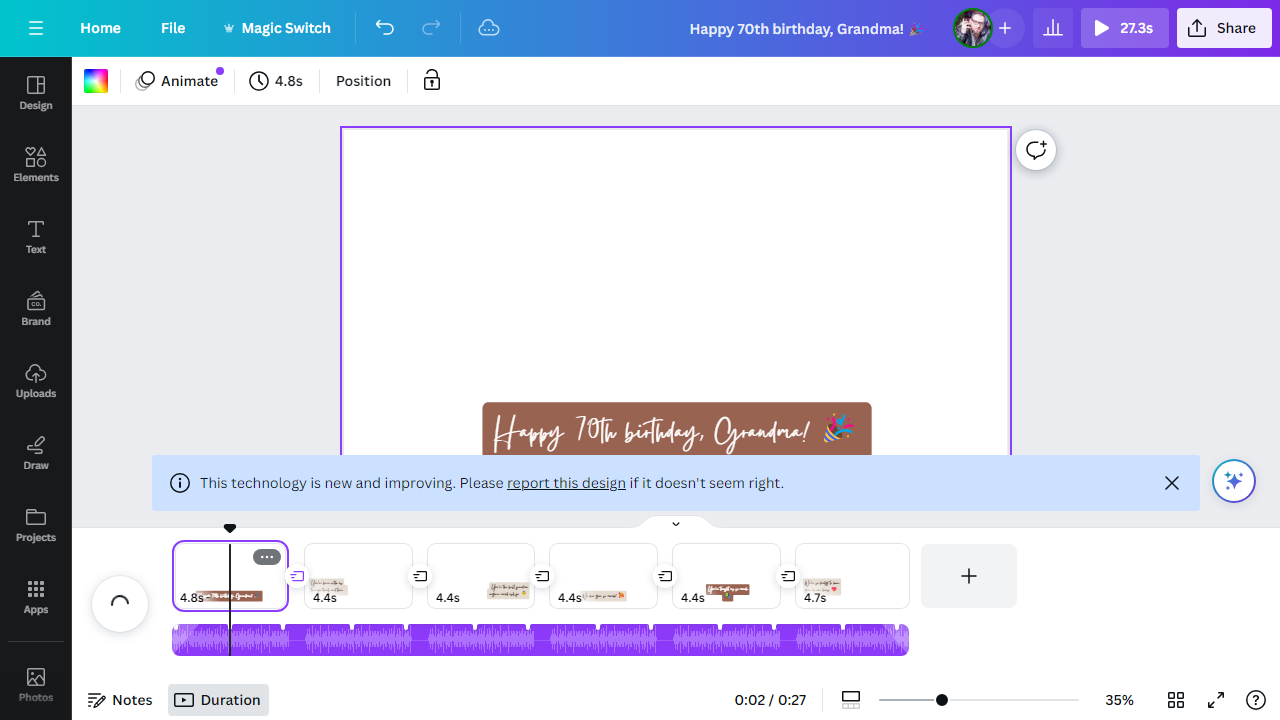 Home
File
Magic Switch
Happy 70th birthday, Grandma! 🎉
27.3s
Share
Design
Elements
Text
CO.
Brand
Uploads
Draw
Projects
Apps
Photos
Animate
4.8s
Position
Happy 70th birthday, Grandma! 🎉
This technology is new and improving. Please report this design if it doesn't seem right.
4.8s
4.4s
4.4s
4.4s
4.4s
4.7s
Notes
Duration
0:02 / 0:27
35%